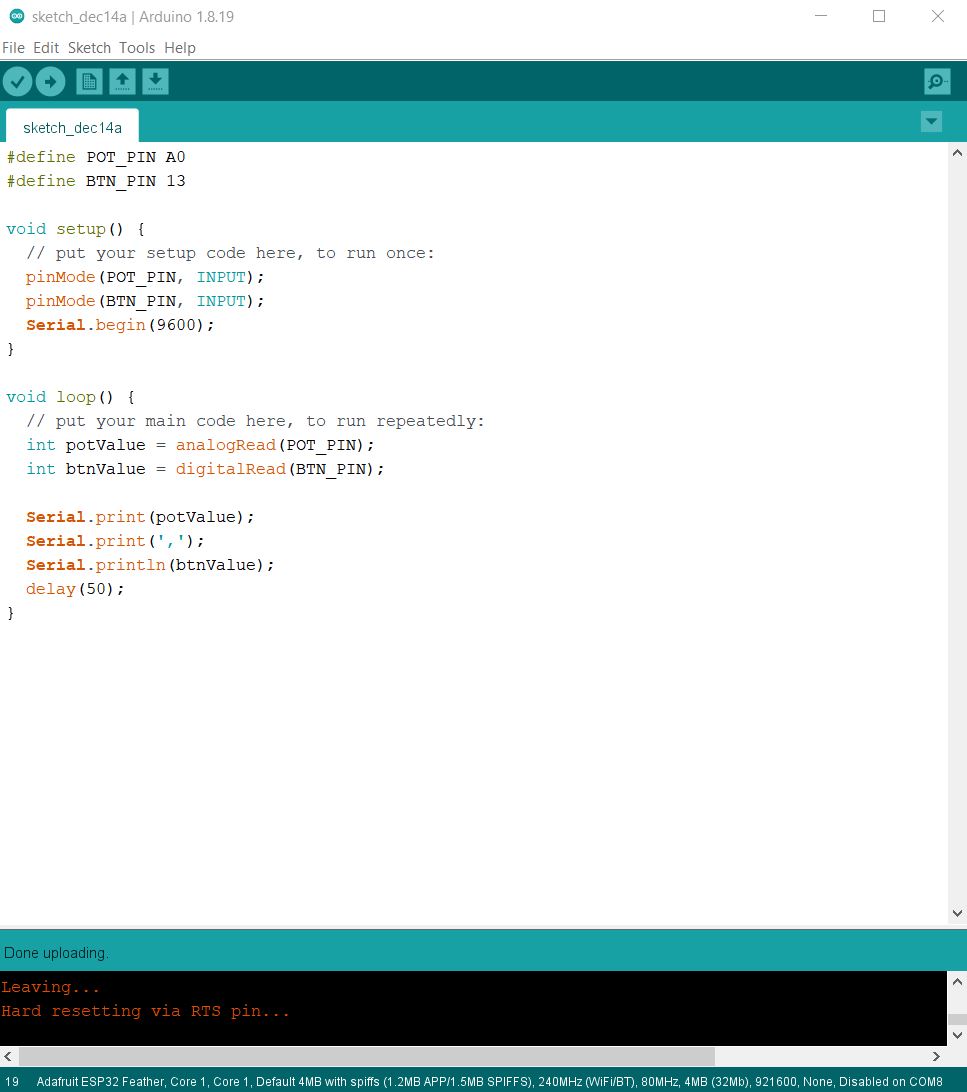 sketch_dec14a | Arduino 1.8.19
File Edit Sketch Tools Help
sketch_dec14a
#define POT_PIN A0
#define BTN_PIN 13
void setup() {
  // put your setup code here, to run once:
  pinMode(POT_PIN, INPUT);
  pinMode(BTN_PIN, INPUT);
  Serial.begin(9600);
}
void loop() {
  // put your main code here, to run repeatedly:
  int potValue = analogRead(POT_PIN);
  int btnValue = digitalRead(BTN_PIN);
  Serial.print(potValue);
  Serial.print(',');
  Serial.println(btnValue);
  delay(50);
}
Done uploading.
Leaving...
Hard resetting via RTS pin...
19 Adafruit ESP32 Feather, Core 1, Core 1, Default 4MB with spiffs (1.2MB APP/1.5MB SPIFFS), 240MHz (WiFi/BT), 80MHz, 4MB (32Mb), 921600, None, Disabled on COM8